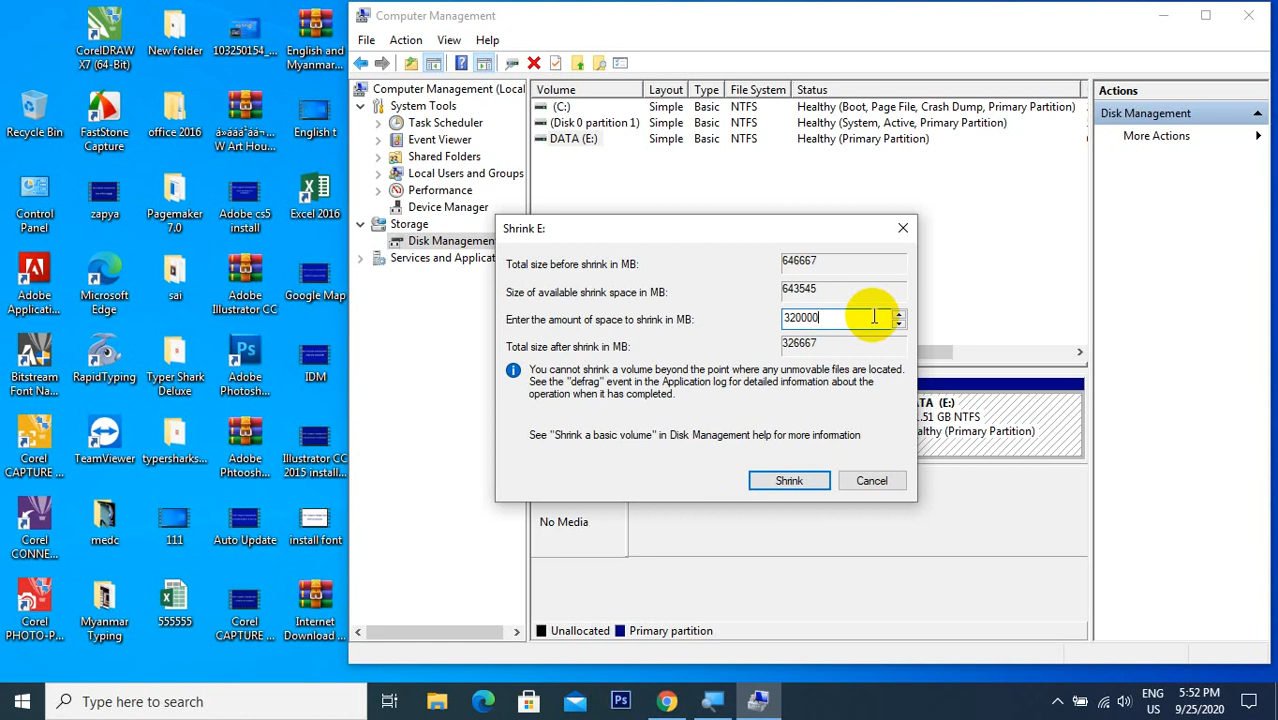 CorelDRAW X7 (64-Bit)
New folder
103250154_...
English and Myanmar...
Recycle Bin
FastStone Capture
office 2016
W Art Hou...
English t
Control Panel
zapya
Pagemaker 7.0
Adobe cs5 install
Excel 2016
Adobe Applicati...
Microsoft Edge
sai
Adobe Illustrator CC
Google Map
Bitstream Font Na...
RapidTyping
Typer Shark Deluxe
Adobe Photoshop
IDM
Corel CAPTURE ...
TeamViewer
typersharks...
Adobe Phtoosh...
Illustrator CC 2015 install...
Corel CONNE...
medc
111
Auto Update
install font
Corel PHOTO-P...
Myanmar Typing
555555
Corel CAPTURE ...
Internet Download ...
Computer Management
File Action View Help
Computer Management (Local
System Tools
Task Scheduler
Event Viewer
Shared Folders
Local Users and Groups
Performance
Device Manager
Storage
Disk Management
Services and Applicat
Volume Layout Type File System Status
(C:) Simple Basic NTFS Healthy (Boot, Page File, Crash Dump, Primary Partition)
(Disk 0 partition 1) Simple Basic NTFS Healthy (System, Active, Primary Partition)
DATA (E:) Simple Basic NTFS Healthy (Primary Partition)
Actions
Disk Management
More Actions
Shrink E:
Total size before shrink in MB: 646667
Size of available shrink space in MB: 643545
Enter the amount of space to shrink in MB: 320000
Total size after shrink in MB: 326667
You cannot shrink a volume beyond the point where any unmovable files are located.
See the "defrag" event in the Application log for detailed information about the
operation when it has completed.
See "Shrink a basic volume" in Disk Management help for more information
Shrink Cancel
ATA (E:)
.51 GB NTFS
althy (Primary Partition)
No Media
Unallocated Primary partition
Type here to search
Ps
ENG
US
5:52 PM
9/25/2020